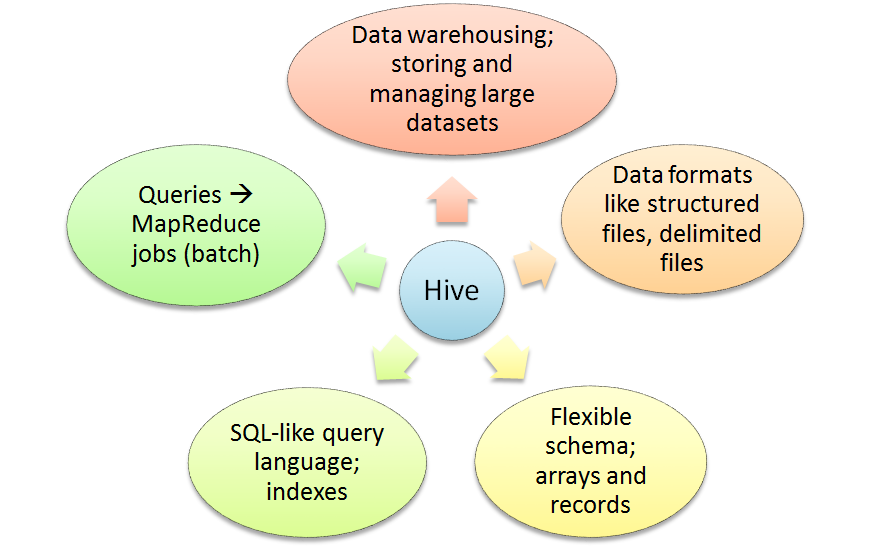 Data warehousing;
storing and
managing large
datasets
Data formats
like structured
files, delimited
files
Flexible
schema;
arrays and
records
SQL-like query
language;
indexes
Queries →
MapReduce
jobs (batch)
Hive